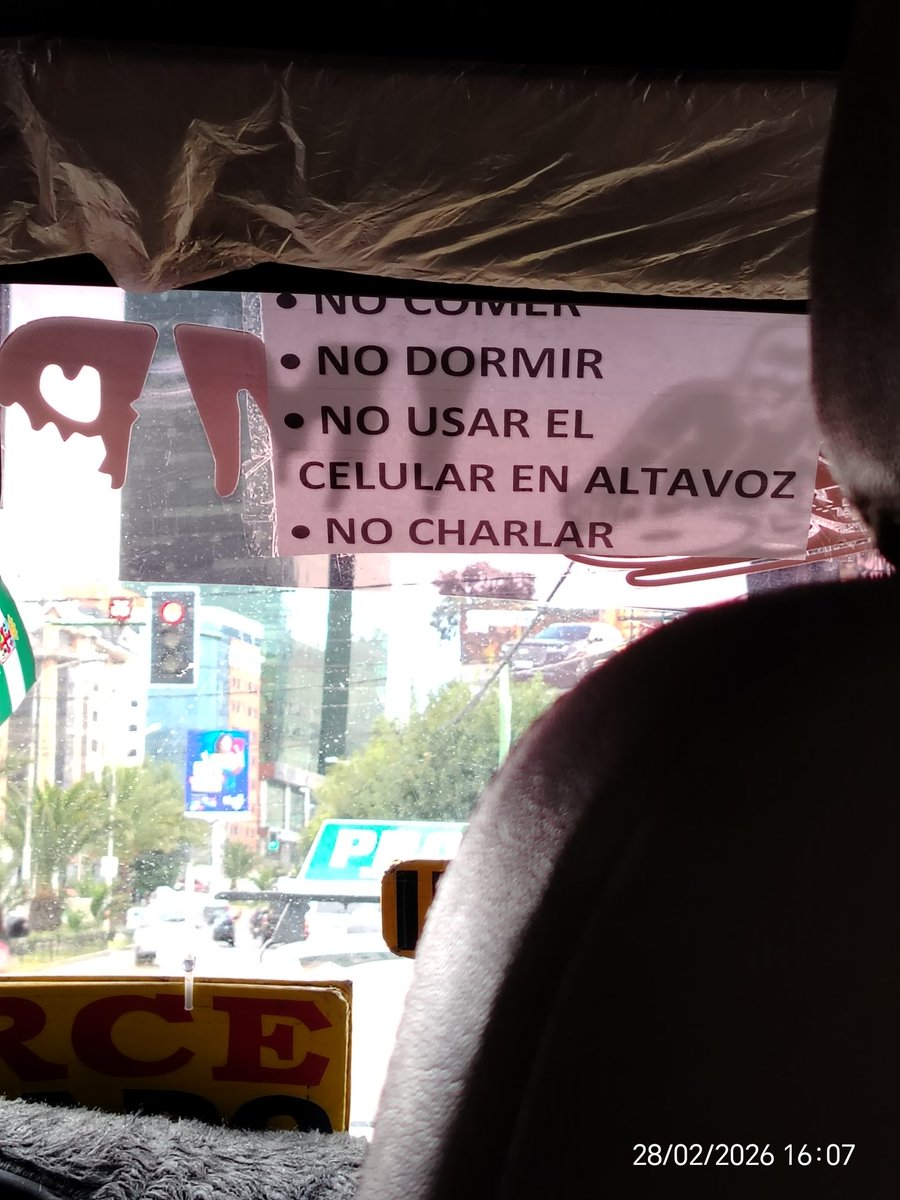 • NO COMER
• NO DORMIR
• NO USAR EL
CELULAR EN ALTAVOZ
• NO CHARLAR
RCE
28/02/2026 16:07